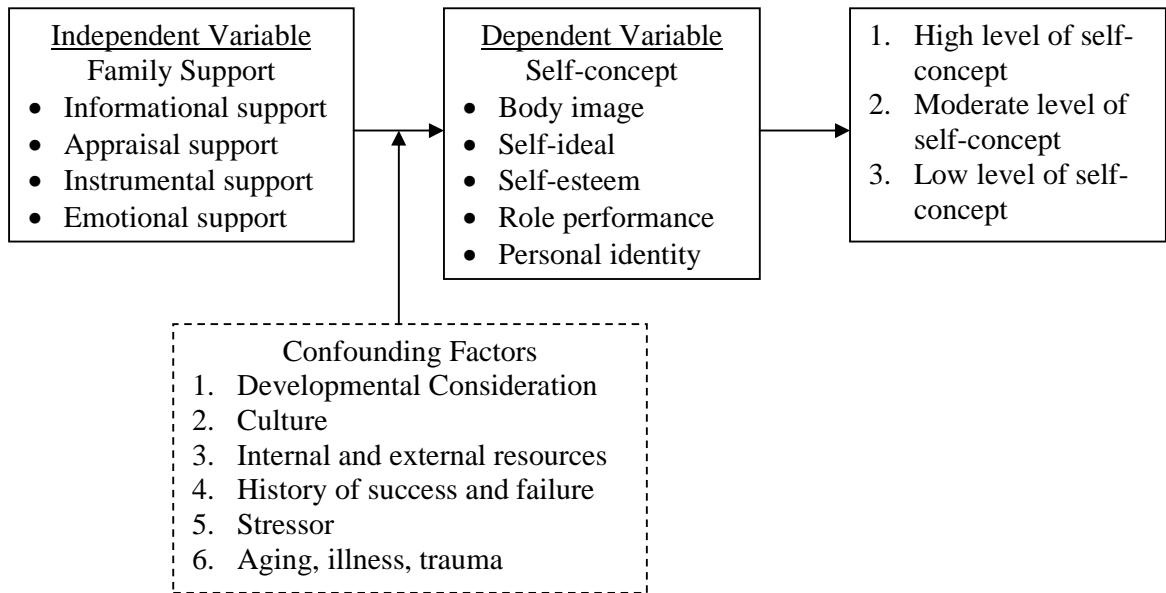 Independent Variable
Family Support
• Informational support
• Appraisal support
• Instrumental support
• Emotional support
Dependent Variable
Self-concept
• Body image
• Self-ideal
• Self-esteem
• Role performance
• Personal identity
1. High level of self-
concept
2. Moderate level of
self-concept
3. Low level of self-
concept
Confounding Factors
1. Developmental Consideration
2. Culture
3. Internal and external resources
4. History of success and failure
5. Stressor
6. Aging, illness, trauma